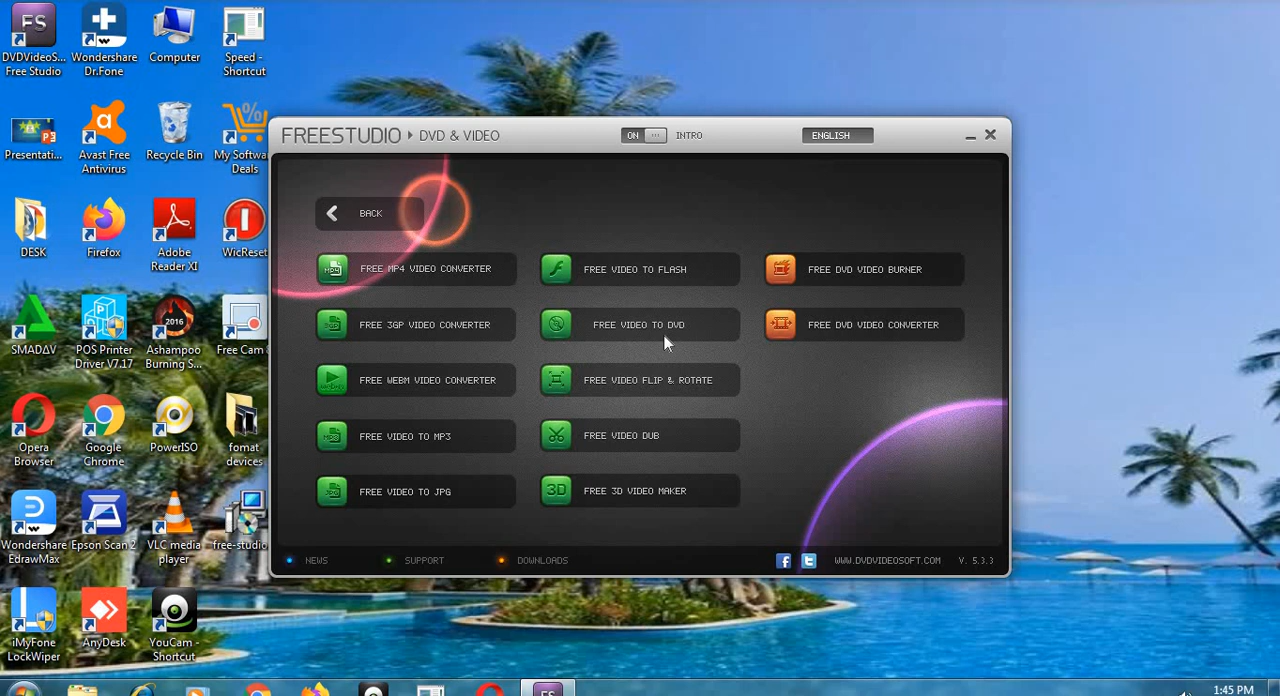 FS
DVDVideoS...
Free Studio
Wondershare
Dr.Fone
Computer
Speed -
Shortcut
Presentati...
Avast Free
Antivirus
Recycle Bin
My Softwa
Deals
DESK
Firefox
Adobe
Reader XI
WicReset
SMADΔV
POS Printer
Driver V7.17
2016
Ashampoo
Burning S...
Free Cam 8
Opera
Browser
Google
Chrome
PowerISO
fomat
devices
Wondershare
EdrawMax
Epson Scan 2
VLC media
player
free-studio
iMyFone
LockWiper
AnyDesk
YouCam -
Shortcut
FREESTUDIO DVD & VIDEO
ON INTRO
ENGLISH
BACK
FREE MP4 VIDEO CONVERTER
FREE 3GP VIDEO CONVERTER
FREE WEBM VIDEO CONVERTER
FREE VIDEO TO MP3
FREE VIDEO TO JPG
FREE VIDEO TO FLASH
FREE VIDEO TO DVD
FREE VIDEO FLIP & ROTATE
FREE VIDEO DUB
3D FREE 3D VIDEO MAKER
FREE DVD VIDEO BURNER
FREE DVD VIDEO CONVERTER
NEWS SUPPORT DOWNLOADS
WWW.DVDVIDEOSOFT.COM V. 5.3.3
FS
1:45 PM